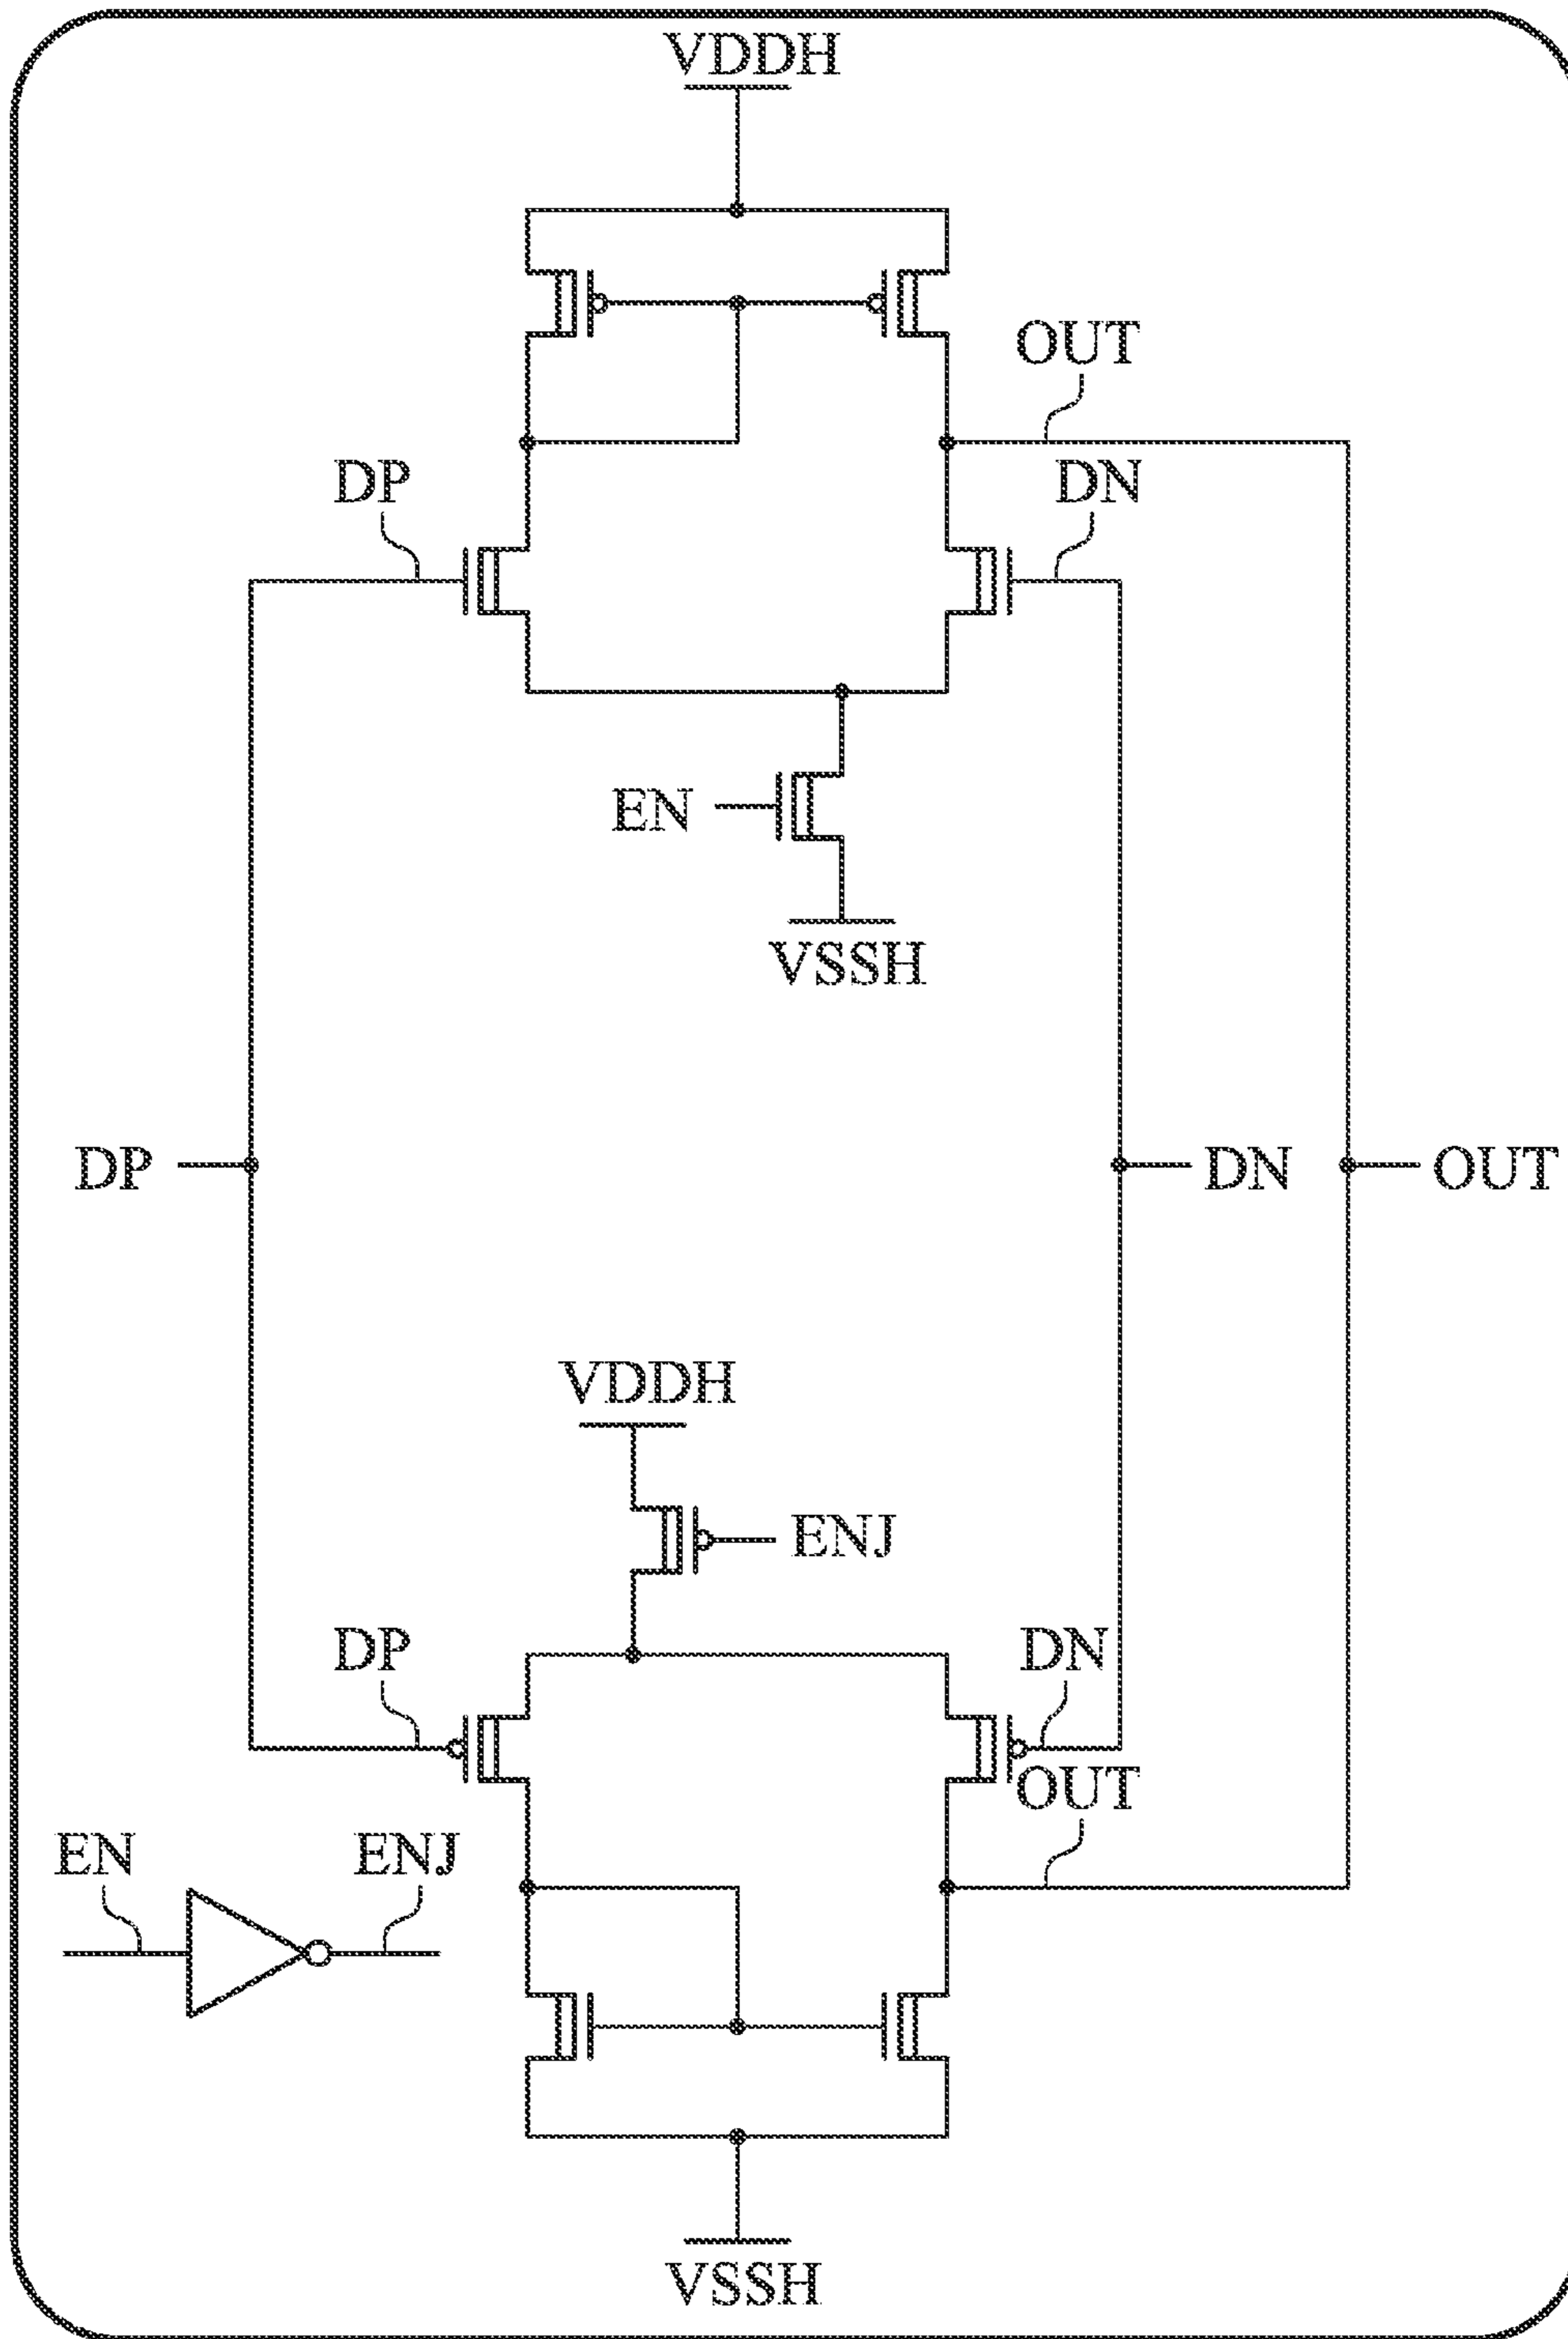 VDDH
OUT
DP
DN
EN
VSSH
DP
DN
OUT
VDDH
ENJ
DP
DN
OUT
EN
ENJ
VSSH